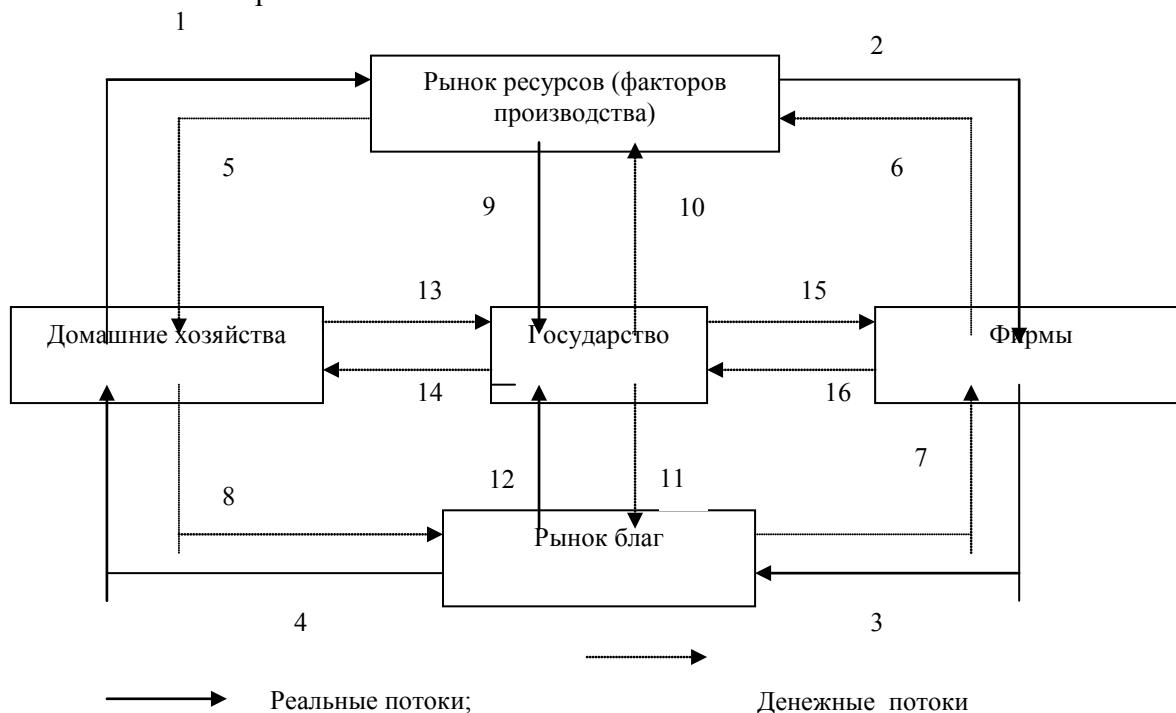 1
2
Рынок ресурсов (факторов
производства)
5
6
9
10
13
15
Домашние хозяйства
Государство
Фирмы
14
16
7
8
12
11
Рынок благ
4
3
Реальные потоки;
Денежные потоки